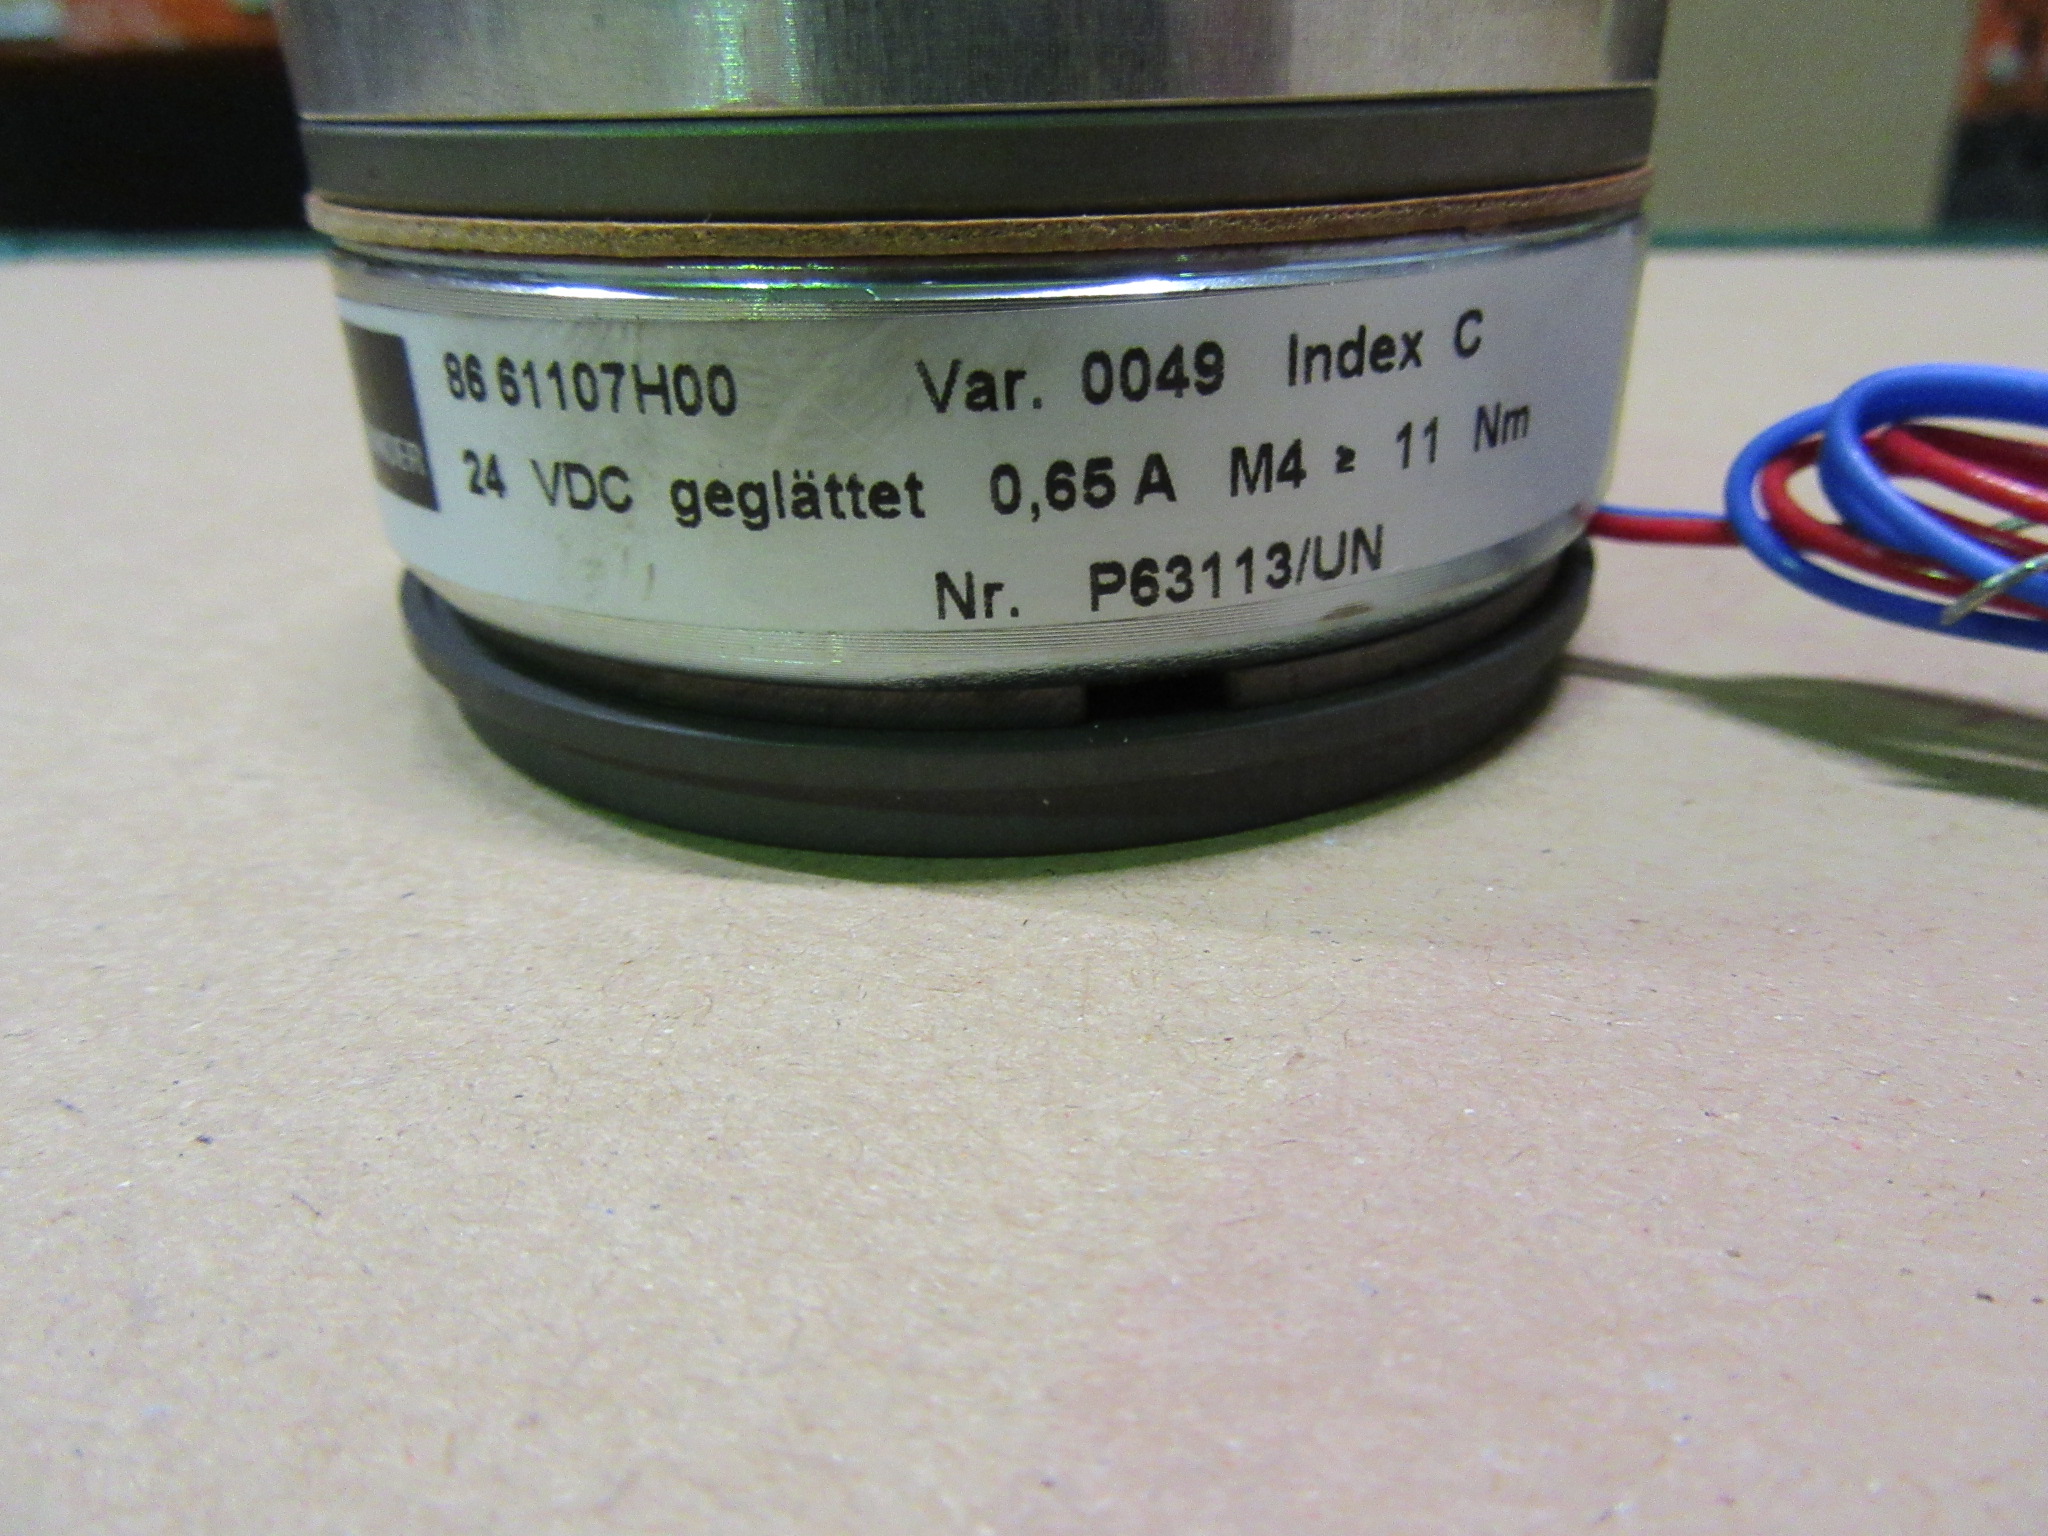 86 61107H00 Var. 0049 Index C
24 VDC geglättet 0,65 A M4 ≥ 11 Nm
Nr. P63113/UN